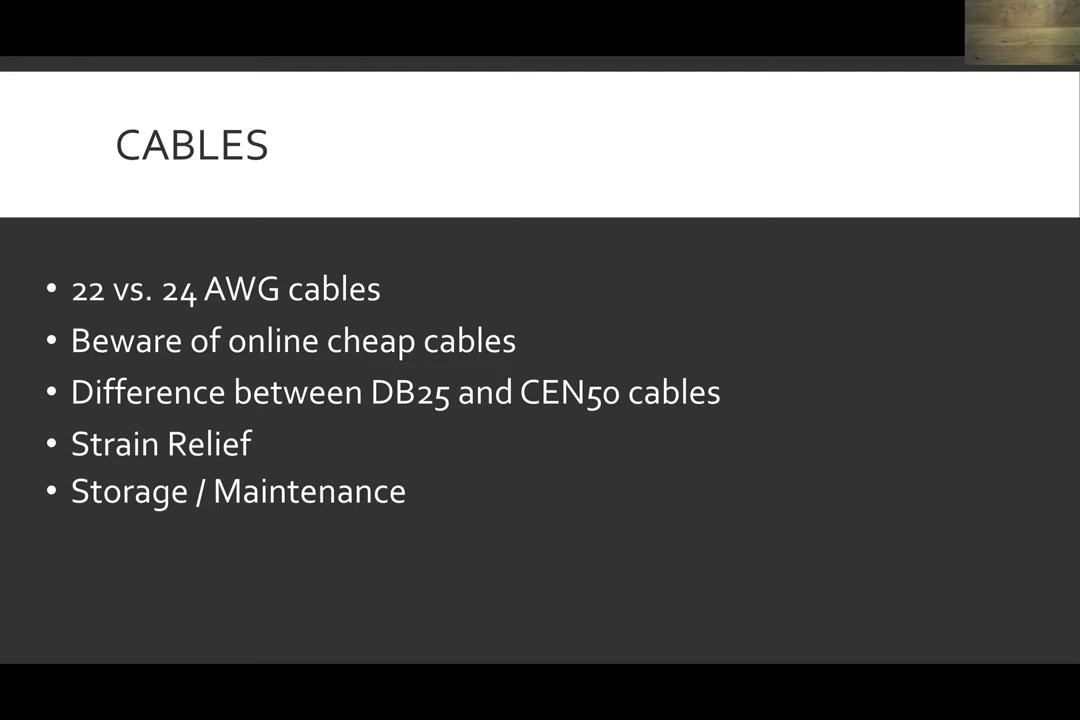 CABLES
• 22 vs. 24 AWG cables
• Beware of online cheap cables
• Difference between DB25 and CEN50 cables
• Strain Relief
• Storage / Maintenance